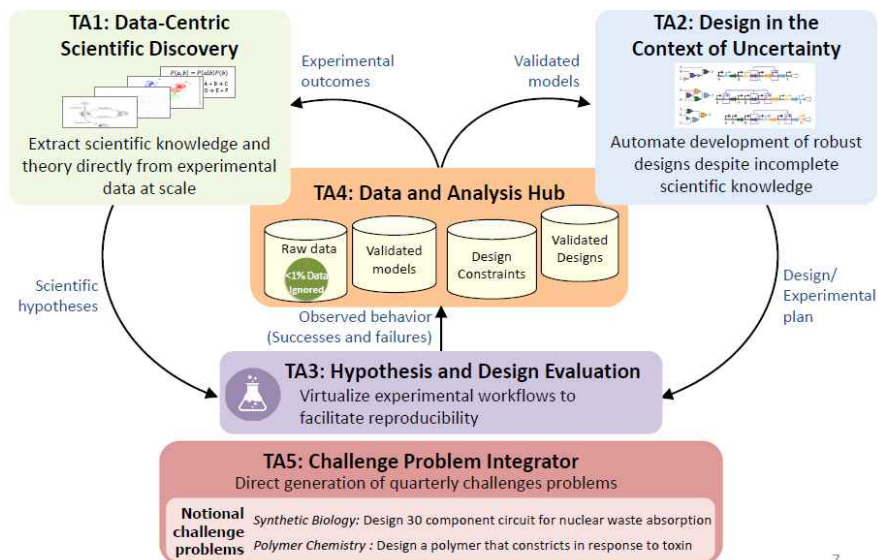 TA1: Data-Centric
Scientific Discovery
P(a,b) = P(a|b)P(b)
A + B → C
Extract scientific knowledge and
theory directly from experimental
data at scale
Experimental
outcomes
Validated
models
TA2: Design in the
Context of Uncertainty
Automate development of robust
designs despite incomplete
scientific knowledge
TA4: Data and Analysis Hub
Raw data
<1% Data
Ignored
Validated
models
Design
Constraints
Validated
Designs
Scientific
hypotheses
Observed behavior
(Successes and failures)
Design/
Experimental
plan
TA3: Hypothesis and Design Evaluation
Virtualize experimental workflows to
facilitate reproducibility
TA5: Challenge Problem Integrator
Direct generation of quarterly challenges problems
Notional
challenge
problems
Synthetic Biology: Design 30 component circuit for nuclear waste absorption
Polymer Chemistry : Design a polymer that constricts in response to toxin